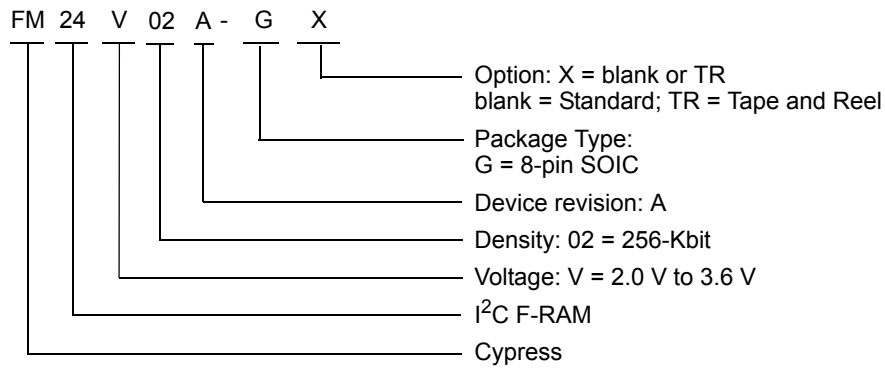 FM 24 V 02 A - G X
Option: X = blank or TR
blank = Standard; TR = Tape and Reel
Package Type:
G = 8-pin SOIC
Device revision: A
Density: 02 = 256-Kbit
Voltage: V = 2.0 V to 3.6 V
I²C F-RAM
Cypress